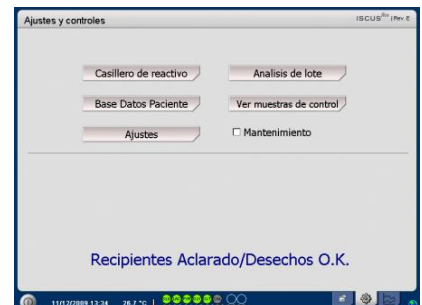 Ajustes y controles
ISCUS Flex | Rev. E
Casillero de reactivo
Analisis de lote
Base Datos Paciente
Ver muestras de control
Ajustes
Mantenimiento
Recipientes Aclarado/Desechos O.K.
11/12/2009 13:34 26.7 °C